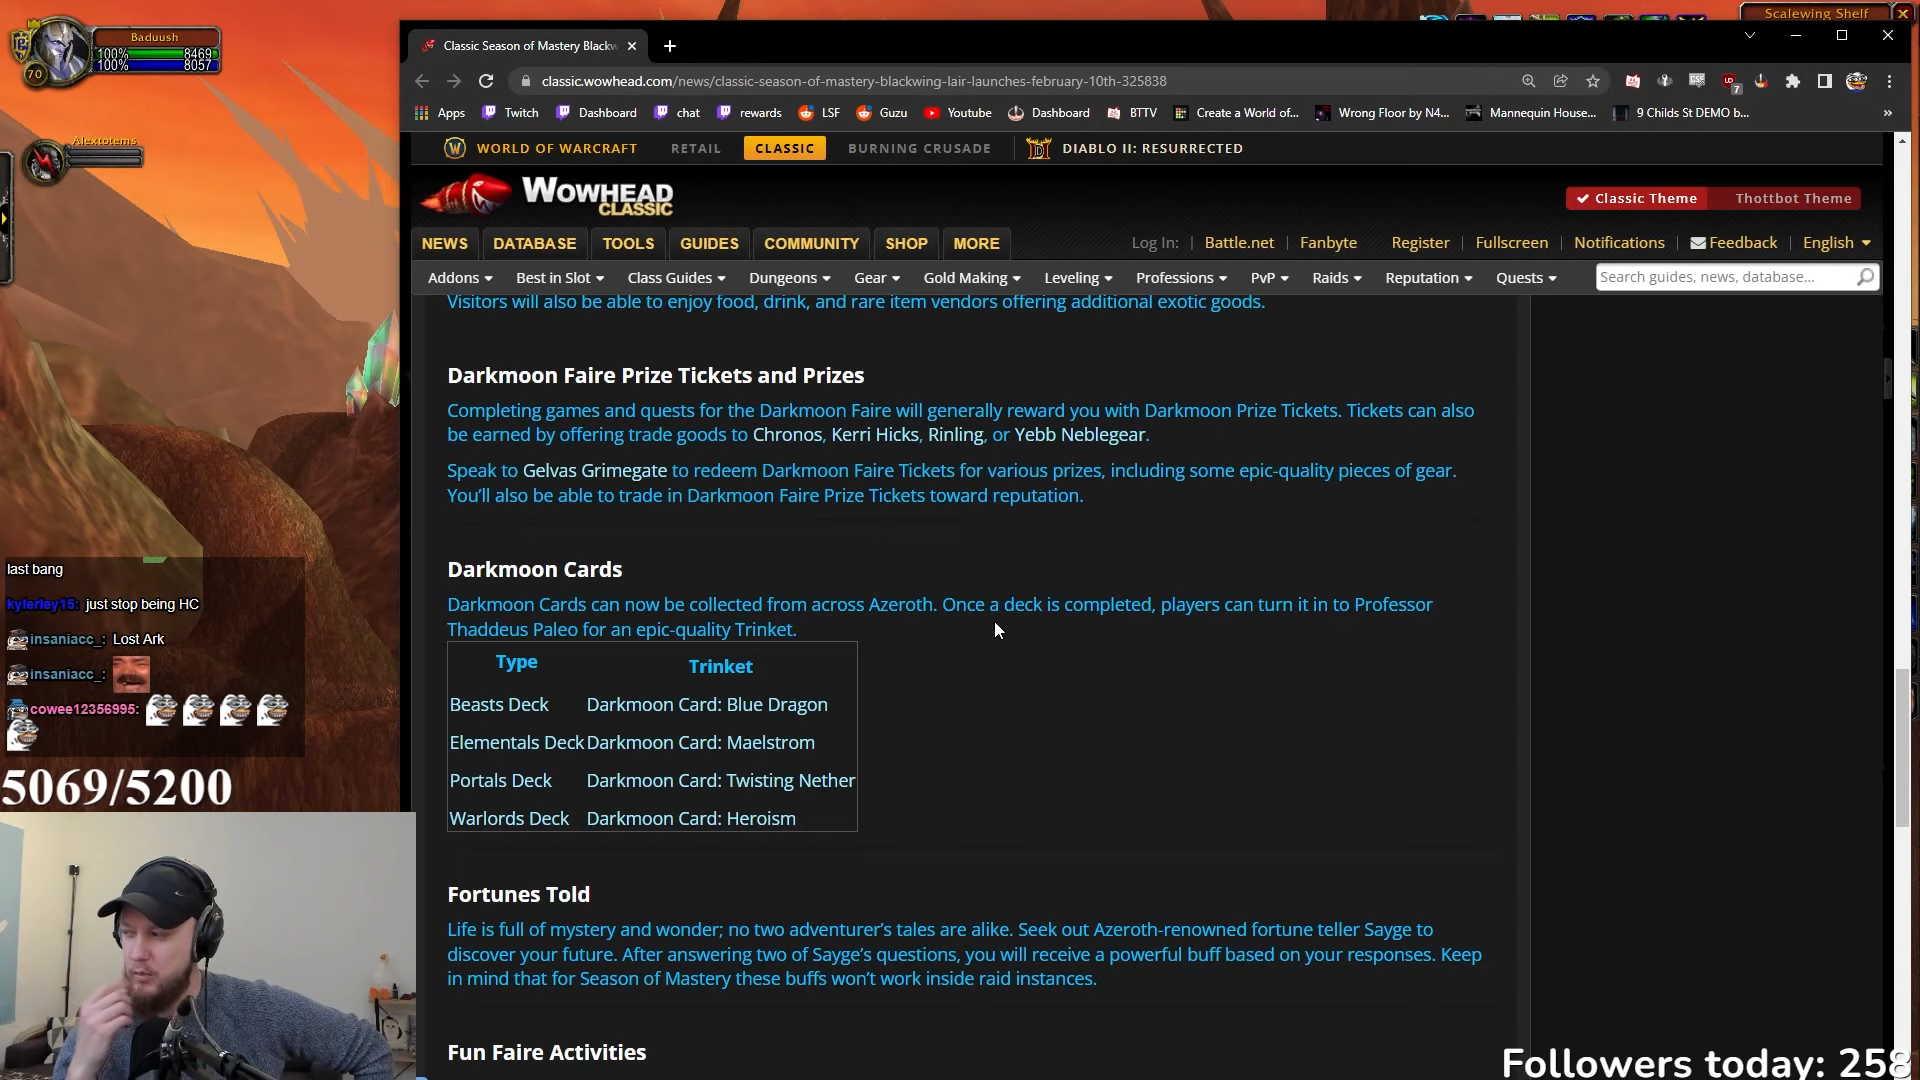 Baduush
100% 8469
100% 8057
70
Alextotems
Scalewing Shelf
Classic Season of Mastery Blackw
classic.wowhead.com/news/classic-season-of-mastery-blackwing-lair-launches-february-10th-325838
7
Apps Twitch Dashboard chat rewards LSF Guzu Youtube Dashboard BTTV Create a World of... Wrong Floor by N4... Mannequin House... 9 Childs St DEMO b... »
WORLD OF WARCRAFT RETAIL CLASSIC BURNING CRUSADE DIABLO II: RESURRECTED
WOWHEAD
CLASSIC
Classic Theme Thottbot Theme
NEWS DATABASE TOOLS GUIDES COMMUNITY SHOP MORE Log In: | Battle.net | Fanbyte Register | Fullscreen | Notifications | Feedback | English
Addons Best in Slot Class Guides Dungeons Gear Gold Making Leveling Professions PvP Raids Reputation Quests Search guides, news, database...
Visitors will also be able to enjoy food, drink, and rare item vendors offering additional exotic goods.
Darkmoon Faire Prize Tickets and Prizes
Completing games and quests for the Darkmoon Faire will generally reward you with Darkmoon Prize Tickets. Tickets can also
be earned by offering trade goods to Chronos, Kerri Hicks, Rinling, or Yebb Neblegear.
Speak to Gelvas Grimegate to redeem Darkmoon Faire Tickets for various prizes, including some epic-quality pieces of gear.
You'll also be able to trade in Darkmoon Faire Prize Tickets toward reputation.
Darkmoon Cards
Darkmoon Cards can now be collected from across Azeroth. Once a deck is completed, players can turn it in to Professor
Thaddeus Paleo for an epic-quality Trinket.
Type Trinket
Beasts Deck Darkmoon Card: Blue Dragon
Elementals Deck Darkmoon Card: Maelstrom
Portals Deck Darkmoon Card: Twisting Nether
Warlords Deck Darkmoon Card: Heroism
Fortunes Told
Life is full of mystery and wonder; no two adventurer's tales are alike. Seek out Azeroth-renowned fortune teller Sayge to
discover your future. After answering two of Sayge's questions, you will receive a powerful buff based on your responses. Keep
in mind that for Season of Mastery these buffs won't work inside raid instances.
Fun Faire Activities
last bang
kylerley15: just stop being HC
insaniacc_: Lost Ark
insaniacc_:
cowee12356995:
5069/5200
Followers today: 258